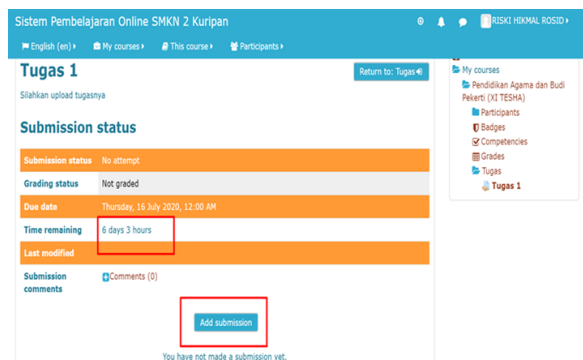 Sistem Pembelajaran Online SMKN 2 Kuripan
RISKI HIKMAL ROSID
English (en)
My courses
This course
Participants
Tugas 1
Return to: Tugas
Silahkan upload tugasnya
Submission status
Submission status No attempt
Grading status Not graded
Due date Thursday, 16 July 2020, 12:00 AM
Time remaining 6 days 3 hours
Last modified
Submission comments
Comments (0)
Add submission
You have not made a submission yet.
My courses
Pendidikan Agama dan Budi
Pekerti (XI TESHA)
Participants
Badges
Competencies
Grades
Tugas
Tugas 1